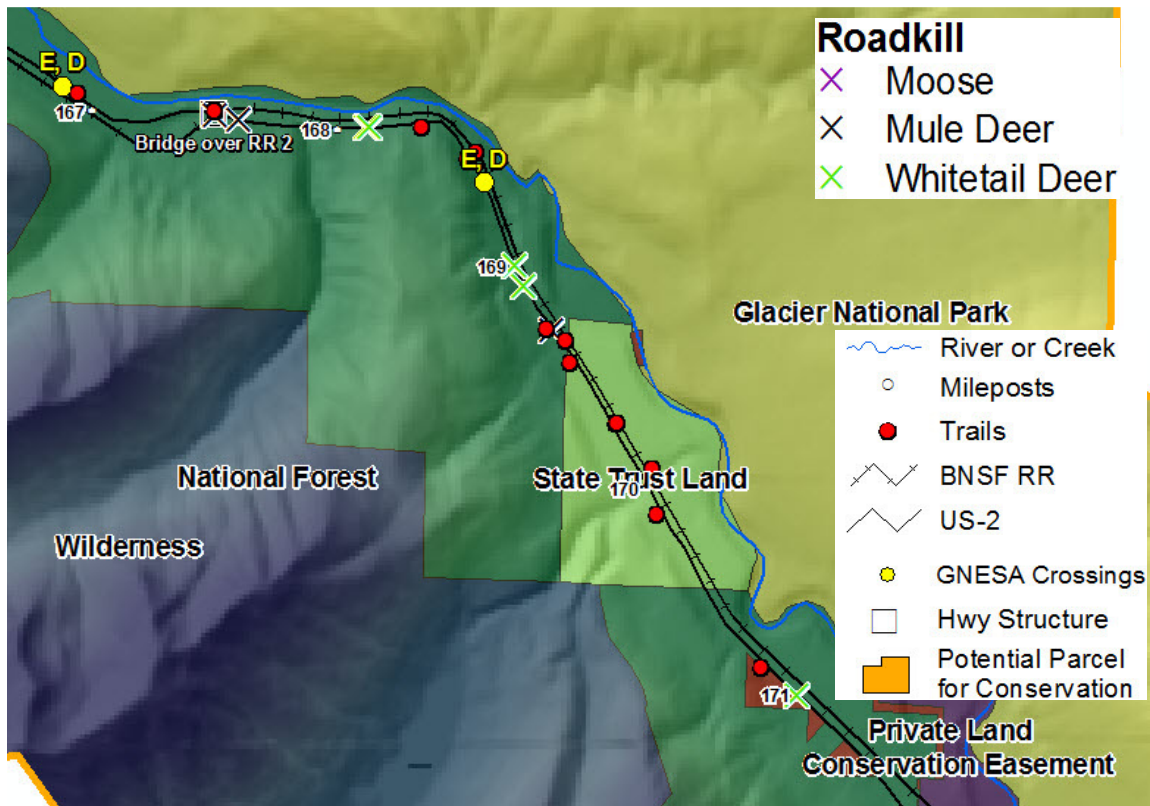 Roadkill
Moose
Mule Deer
Whitetail Deer
E, D
167
Bridge over RR 2
168
E, D
169
Glacier National Park
River or Creek
Mileposts
Trails
BNSF RR
US-2
GNESA Crossings
Hwy Structure
Potential Parcel
for Conservation
National Forest
State Trust Land
170
Wilderness
171
Private Land
Conservation Easement